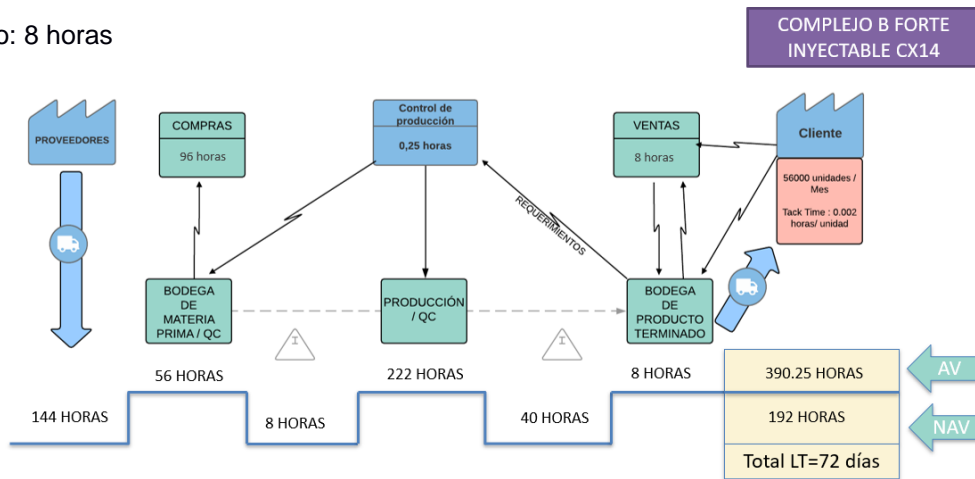 o: 8 horas
COMPLEJO B FORTE
INYECTABLE CX14
PROVEEDORES
COMPRAS
96 horas
Control de
producción
0,25 horas
VENTAS
8 horas
Cliente
56000 unidades /
Mes
Tack Time : 0.002
horas/ unidad
REQUERIMIENTOS
BODEGA
DE
MATERIA
PRIMA / QC
PRODUCCIÓN
/ QC
BODEGA
DE
PRODUCTO
TERMINADO
I
I
144 HORAS
56 HORAS
8 HORAS
222 HORAS
40 HORAS
8 HORAS
390.25 HORAS
AV
192 HORAS
NAV
Total LT=72 días